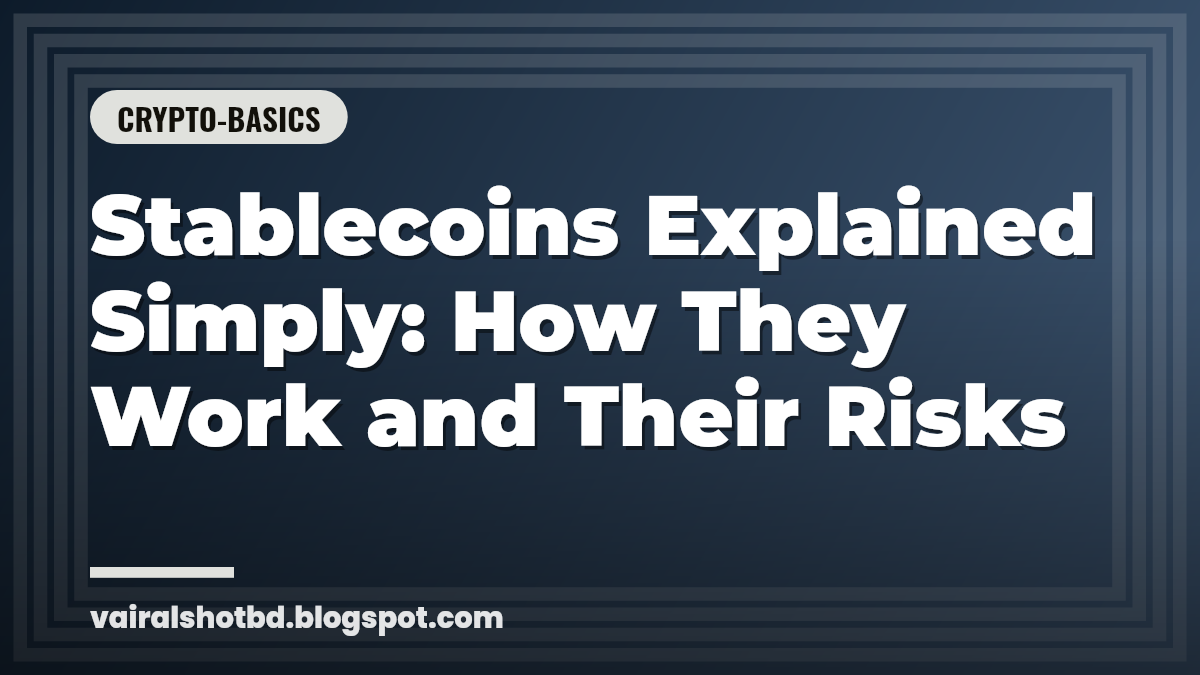 CRYPTO-BASICS
Stablecoins Explained
Simply: How They
Work and Their Risks
vairalshotbd.blogspot.com